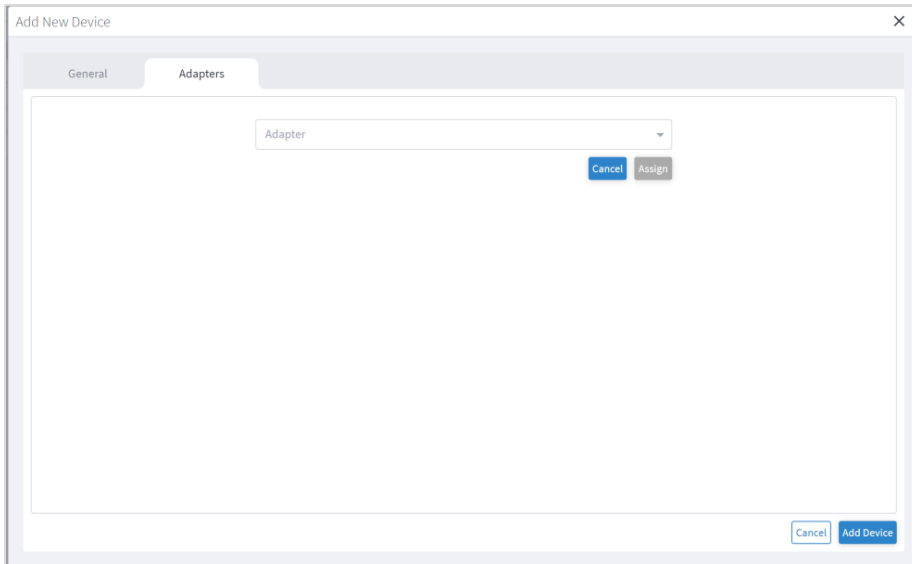 Add New Device
General Adapters
Adapter
Cancel Assign
Cancel Add Device